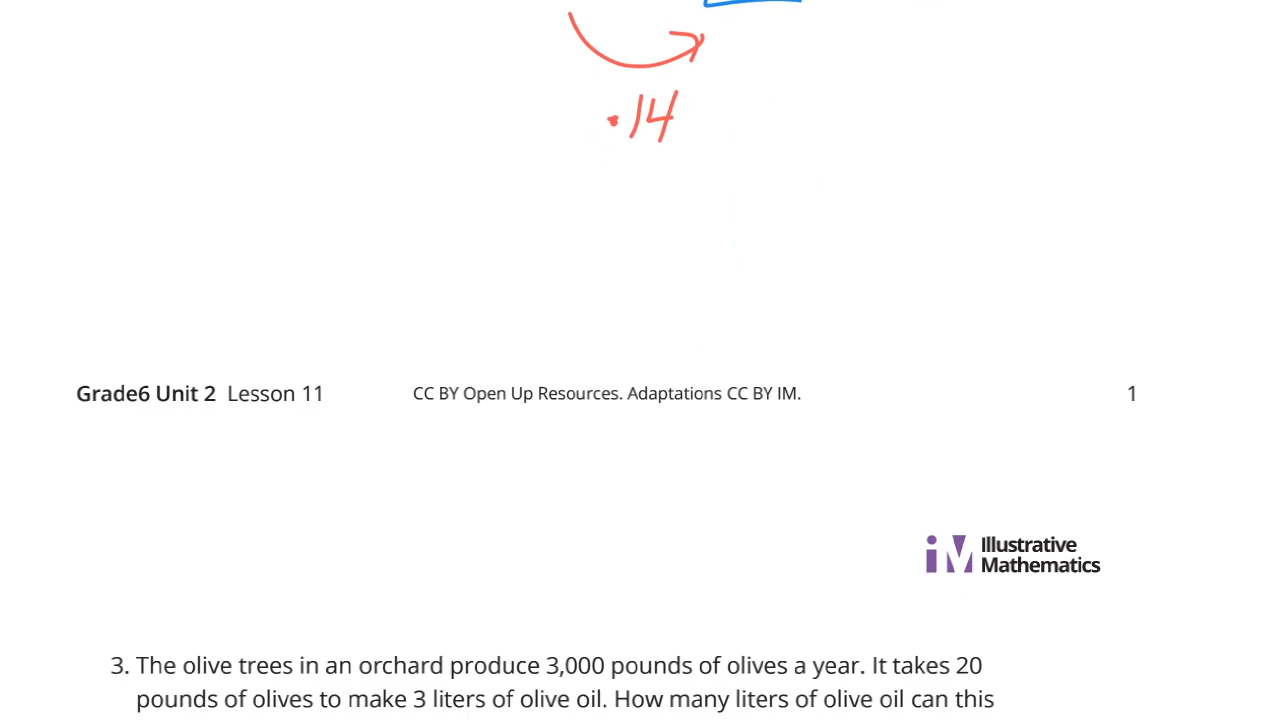 ·14
Grade6 Unit 2 Lesson 11 CC BY Open Up Resources. Adaptations CC BY IM. 1
iM Illustrative
Mathematics
3. The olive trees in an orchard produce 3,000 pounds of olives a year. It takes 20
pounds of olives to make 3 liters of olive oil. How many liters of olive oil can this